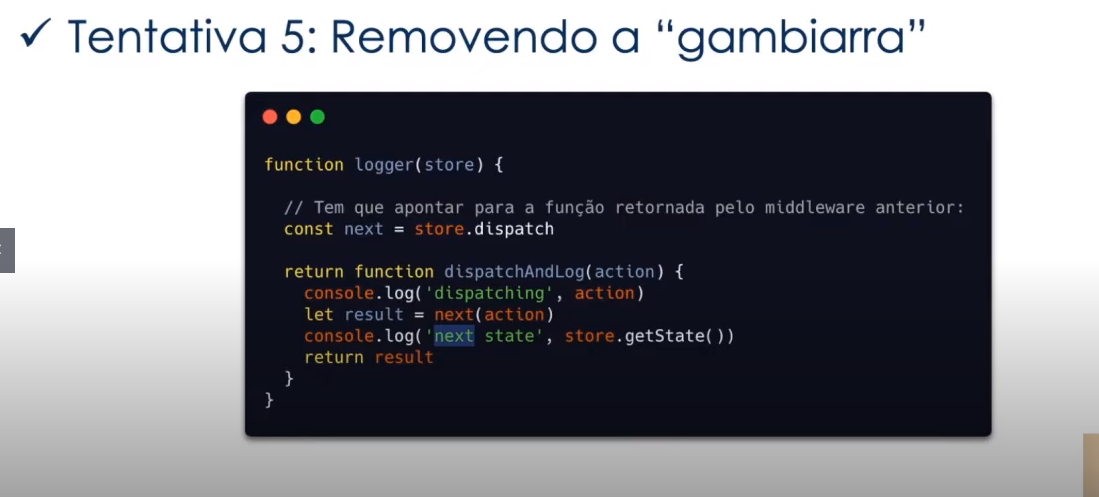 ✓ Tentativa 5: Removendo a “gambiarra”
function logger(store) {
// Tem que apontar para a função retornada pelo middleware anterior:
const next = store.dispatch
return function dispatchAndLog(action) {
console.log('dispatching', action)
let result = next(action)
console.log('next state', store.getState())
return result
}
}